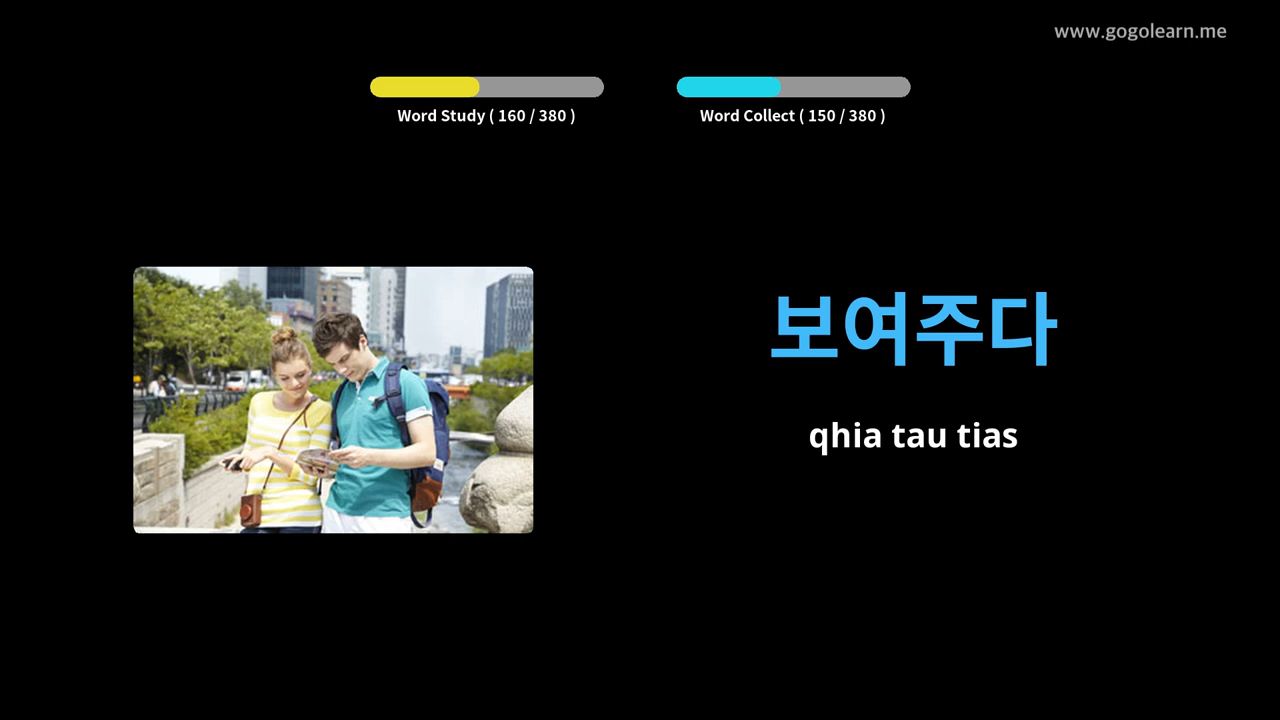 www.gogolearn.me
Word Study ( 160 / 380 )
Word Collect ( 150 / 380 )
보여주다
qhia tau tias